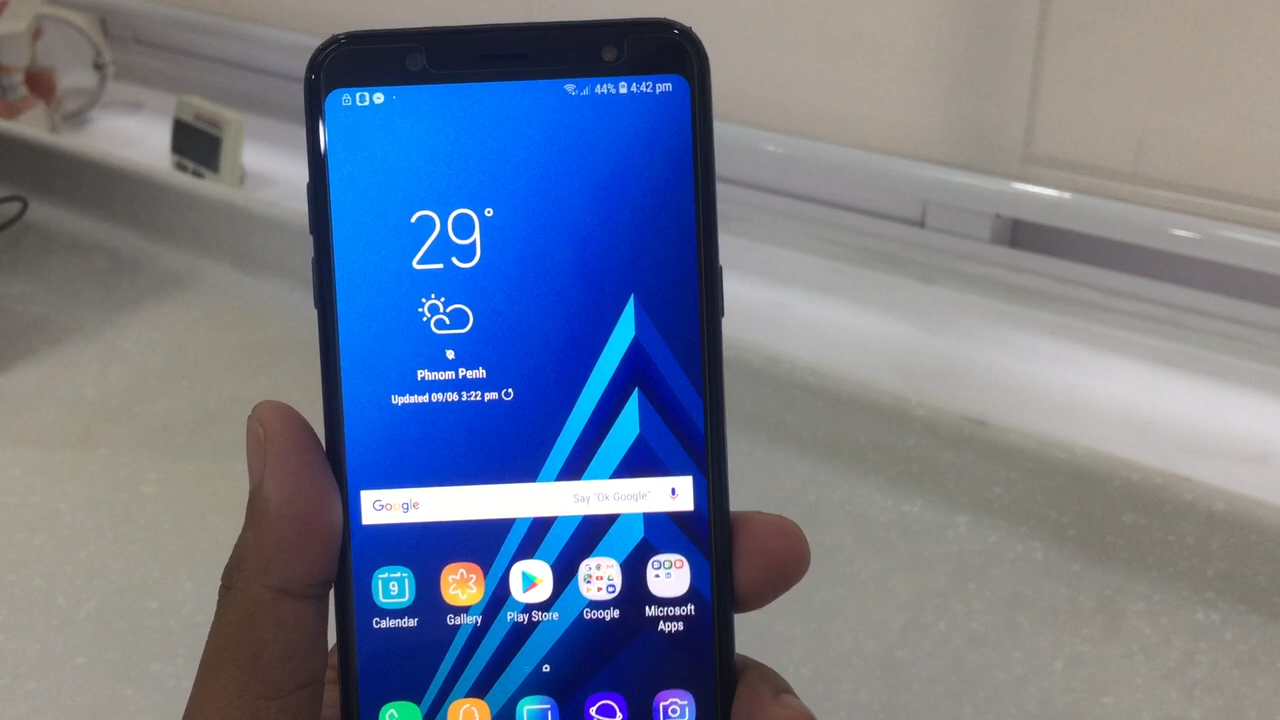 44% 4:42 pm
29°
Phnom Penh
Updated 09/06 3:22 pm
Google Say "Ok Google"
9
Calendar
Gallery
Play Store
Google
Microsoft
Apps